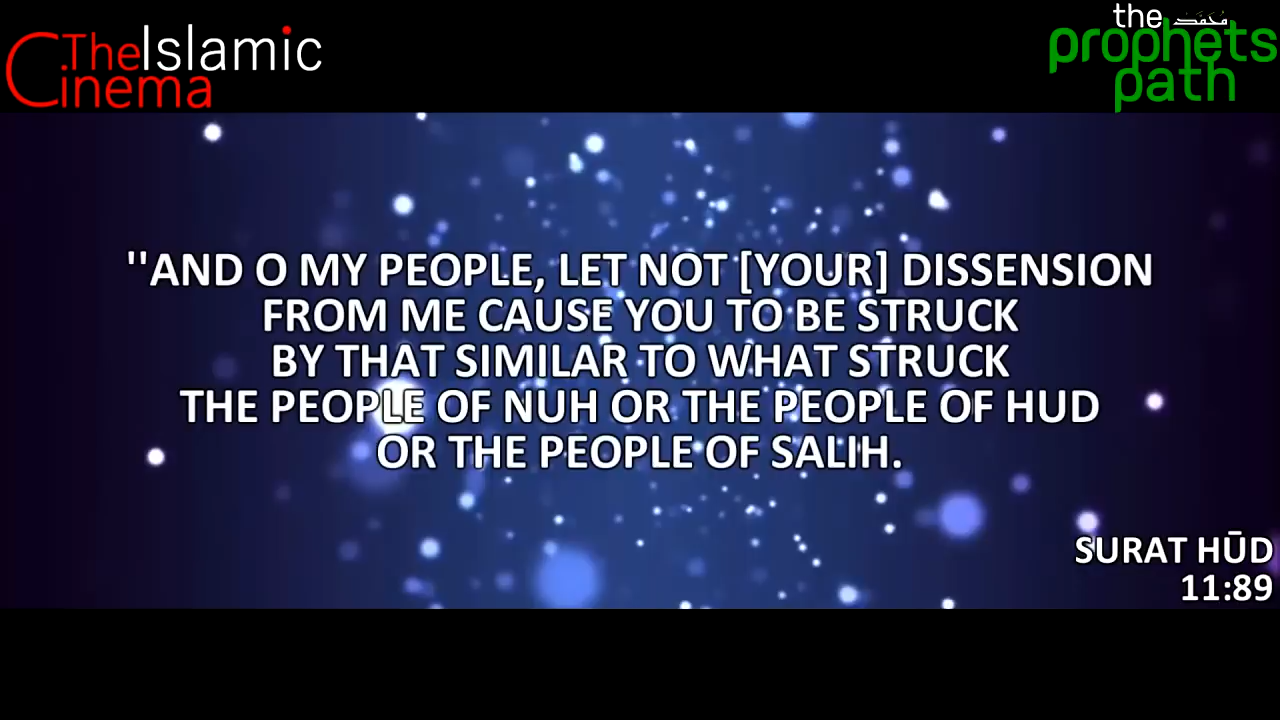 The Islamic
Cinema
the مُحَمَّد
prophets
path
"AND O MY PEOPLE, LET NOT [YOUR] DISSENSION
FROM ME CAUSE YOU TO BE STRUCK
BY THAT SIMILAR TO WHAT STRUCK
THE PEOPLE OF NUH OR THE PEOPLE OF HUD
OR THE PEOPLE OF SALIH.
SURAT HŪD
11:89